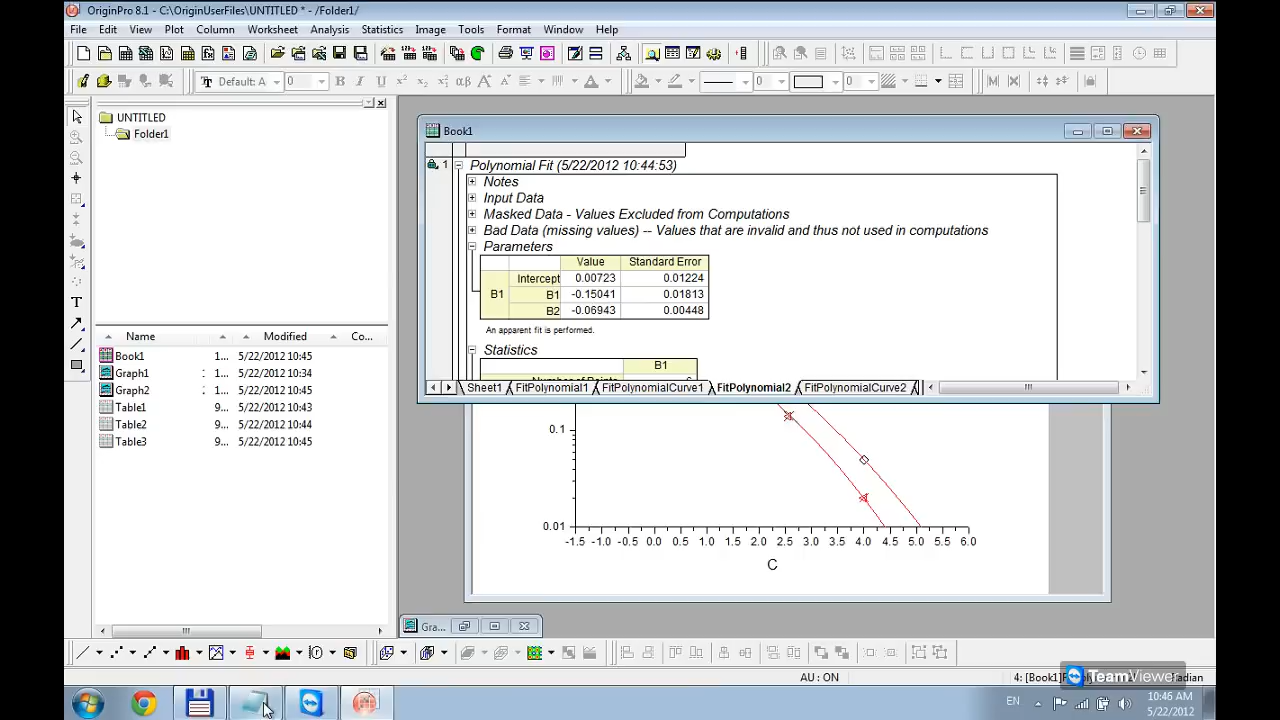 OriginPro 8.1 - C:\OriginUserFiles\UNTITLED * - /Folder1/
File Edit View Plot Column Worksheet Analysis Statistics Image Tools Format Window Help
Default: A 0 B I U 0 0
UNTITLED
Folder1
Name Modified Co...
Book1 1... 5/22/2012 10:45
Graph1 5/22/2012 10:34
Graph2 5/22/2012 10:45
Table1 9... 5/22/2012 10:43
Table2 9... 5/22/2012 10:44
Table3 9... 5/22/2012 10:45
Book1
1 Polynomial Fit (5/22/2012 10:44:53)
Notes
Input Data
Masked Data - Values Excluded from Computations
Bad Data (missing values) -- Values that are invalid and thus not used in computations
Parameters
Value Standard Error
B1 Intercept 0.00723 0.01224
B1 -0.15041 0.01813
B2 -0.06943 0.00448
An apparent fit is performed.
Statistics
B1
Number of Points 6
Sheet1 FitPolynomial1 FitPolynomialCurve1 FitPolynomial2 FitPolynomialCurve2
0.1
0.01
-1.5 -1.0 -0.5 0.0 0.5 1.0 1.5 2.0 2.5 3.0 3.5 4.0 4.5 5.0 5.5 6.0
C
Gra...
AU : ON
4: [Book1]F
adian
TeamViewer
EN
10:46 AM
5/22/2012